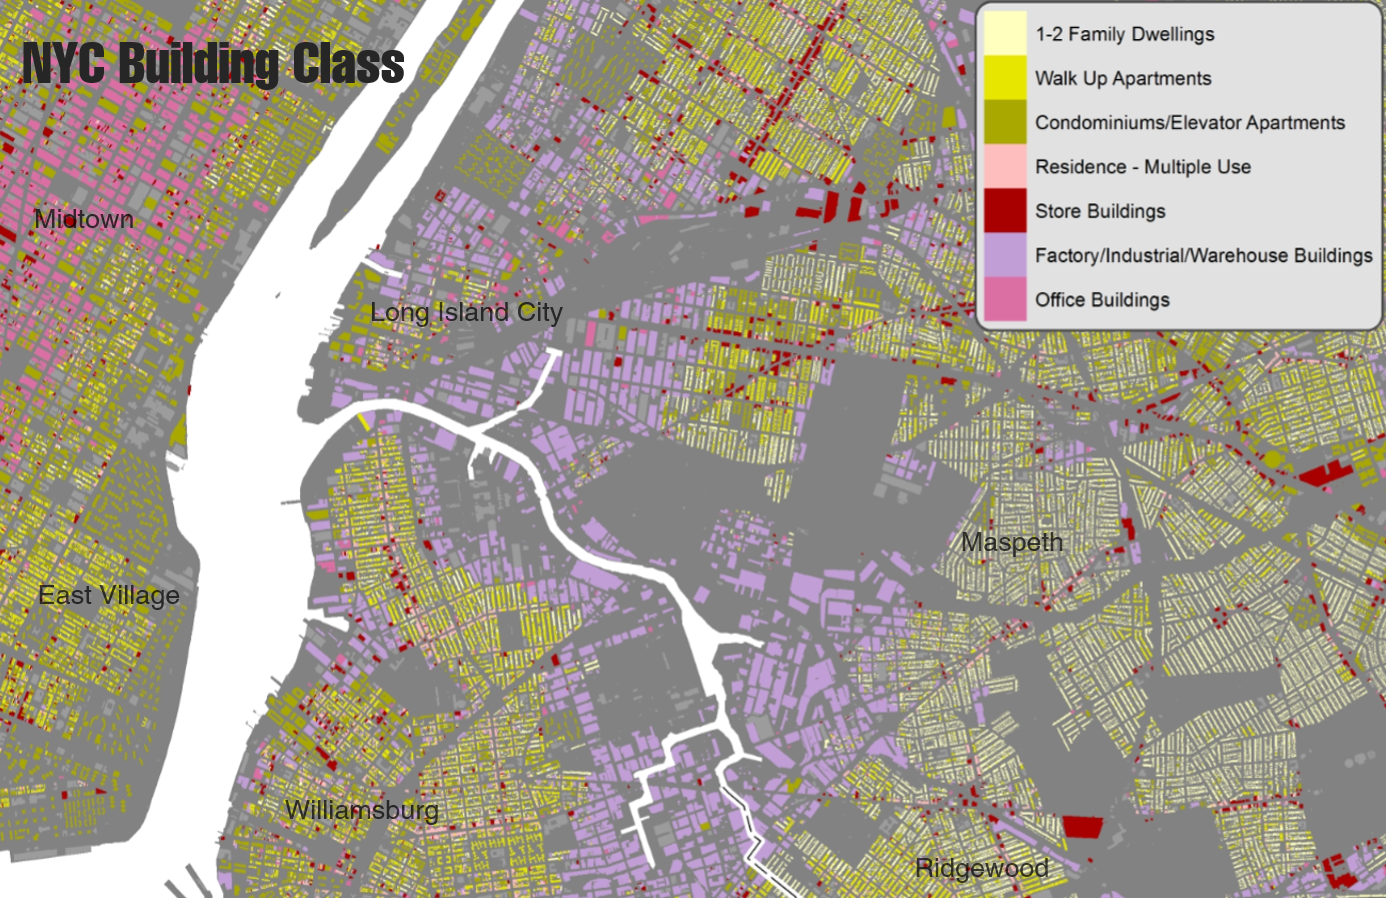 NYC Building Class
1-2 Family Dwellings
Walk Up Apartments
Condominiums/Elevator Apartments
Residence - Multiple Use
Store Buildings
Factory/Industrial/Warehouse Buildings
Office Buildings
Midtown
Long Island City
Maspeth
East Village
Williamsburg
Ridgewood